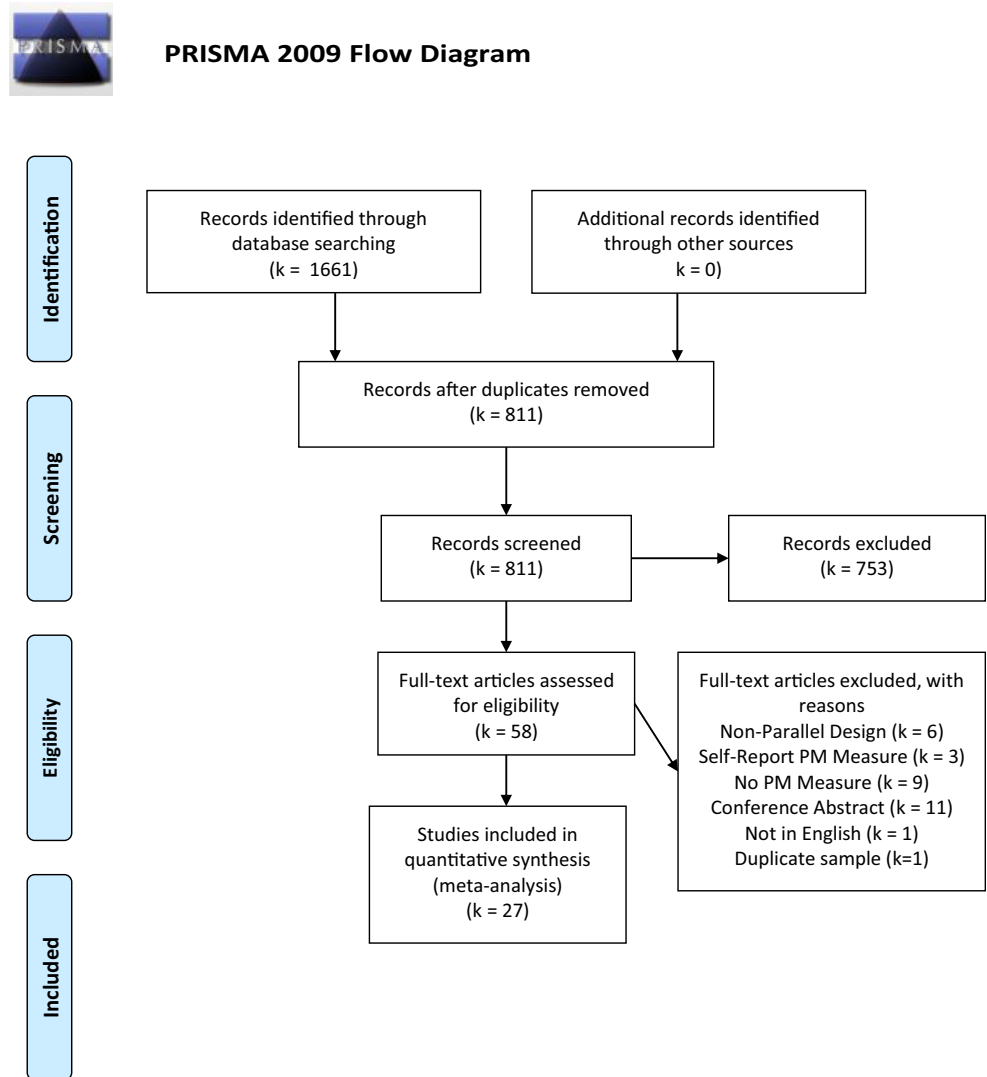 PRISMA
PRISMA 2009 Flow Diagram
Identification
Records identified through
database searching
(k = 1661)
Additional records identified
through other sources
k = 0)
Records after duplicates removed
(k = 811)
Screening
Records screened
(k = 811)
Records excluded
(k = 753)
Eligibility
Full-text articles assessed
for eligibility
(k = 58)
Full-text articles excluded, with
reasons
Non-Parallel Design (k = 6)
Self-Report PM Measure (k = 3)
No PM Measure (k = 9)
Conference Abstract (k = 11)
Not in English (k = 1)
Duplicate sample (k=1)
Included
Studies included in
quantitative synthesis
(meta-analysis)
(k = 27)